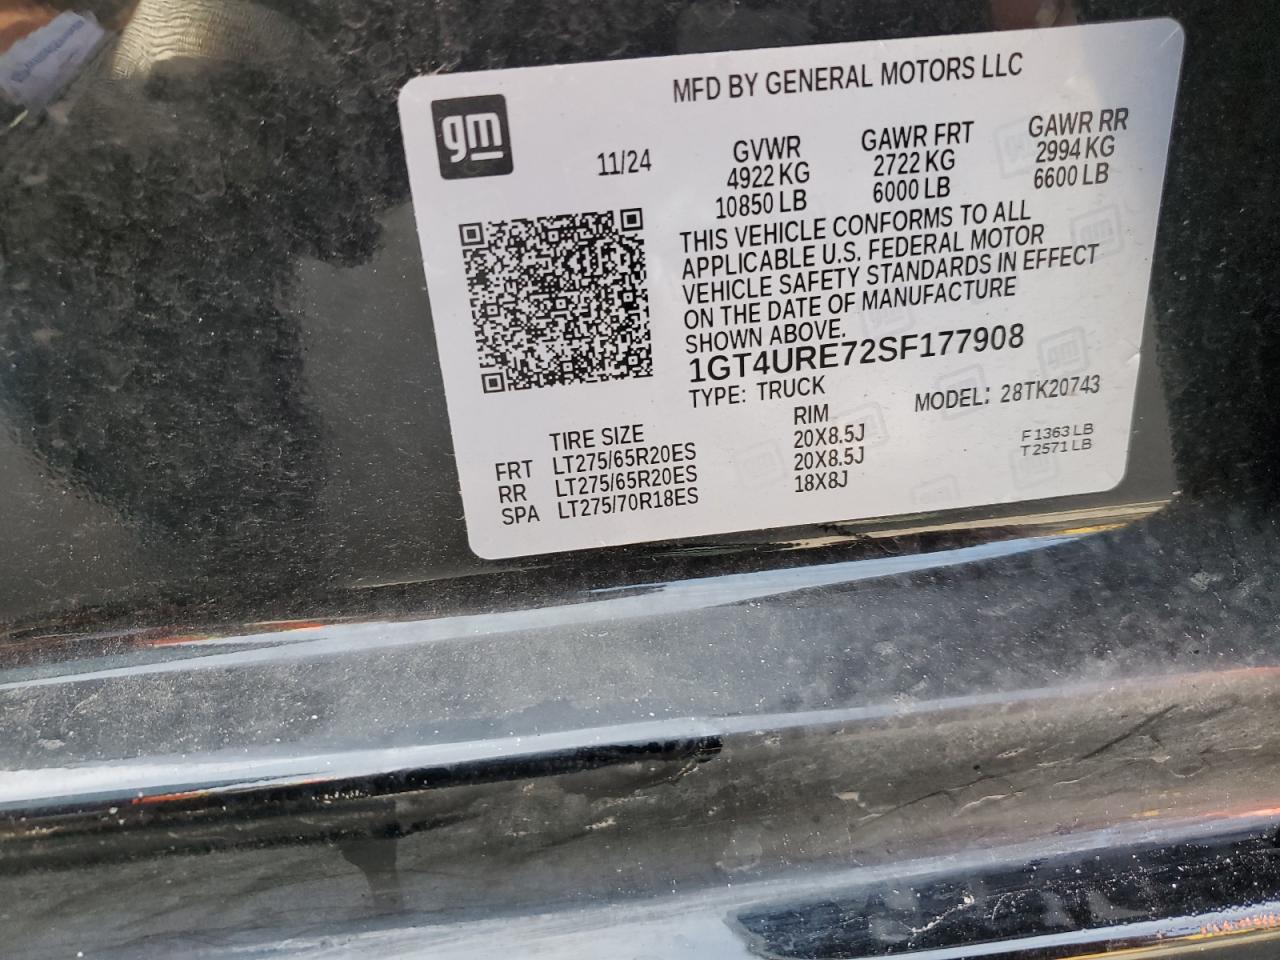 MFD BY GENERAL MOTORS LLC
gm
11/24
GVWR GAWR FRT GAWR RR
4922 KG 2722 KG 2994 KG
10850 LB 6000 LB 6600 LB
THIS VEHICLE CONFORMS TO ALL
APPLICABLE U.S. FEDERAL MOTOR
VEHICLE SAFETY STANDARDS IN EFFECT
ON THE DATE OF MANUFACTURE
SHOWN ABOVE.
1GT4URE72SF177908
TYPE: TRUCK MODEL: 28TK20743
TIRE SIZE RIM
FRT LT275/65R20ES 20X8.5J F1363 LB
RR LT275/65R20ES 20X8.5J T2571 LB
SPA LT275/70R18ES 18X8J